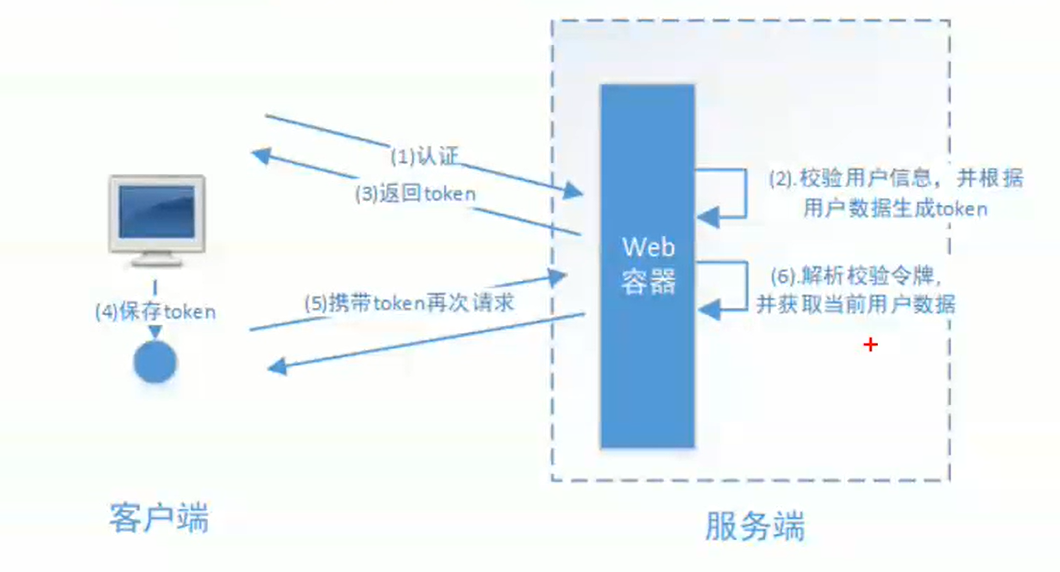 (1)认证
(3)返回token
(2).校验用户信息，并根据
用户数据生成token
Web
容器
(6).解析校验令牌，
并获取当前用户数据
(4)保存token
(5)携带token再次请求
客户端
服务端